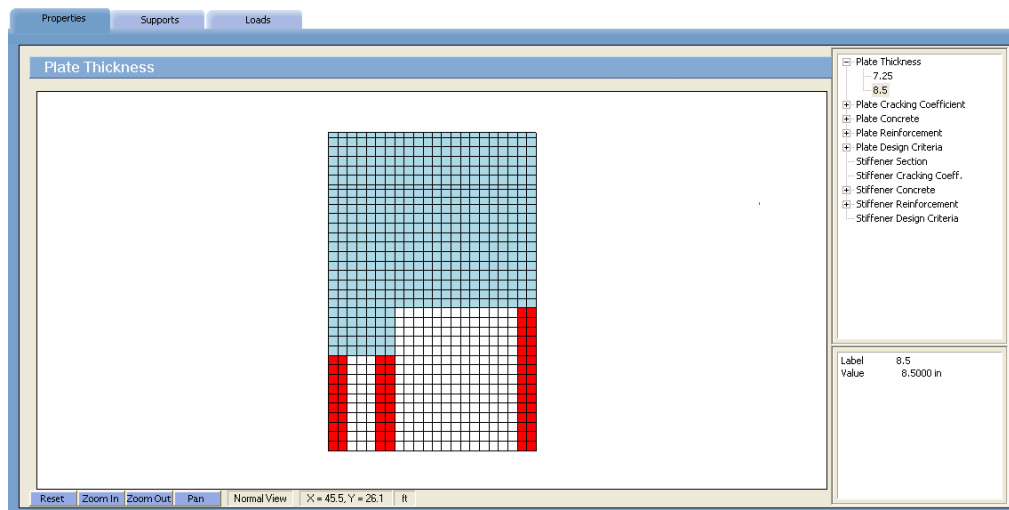 Properties Supports Loads
Plate Thickness
Plate Thickness
7.25
8.5
Plate Cracking Coefficient
Plate Concrete
Plate Reinforcement
Plate Design Criteria
Stiffener Section
Stiffener Cracking Coeff.
Stiffener Concrete
Stiffener Reinforcement
Stiffener Design Criteria
Label 8.5
Value 8.5000 in
Reset Zoom In Zoom Out Pan Normal View X = 45.5, Y = 26.1 ft